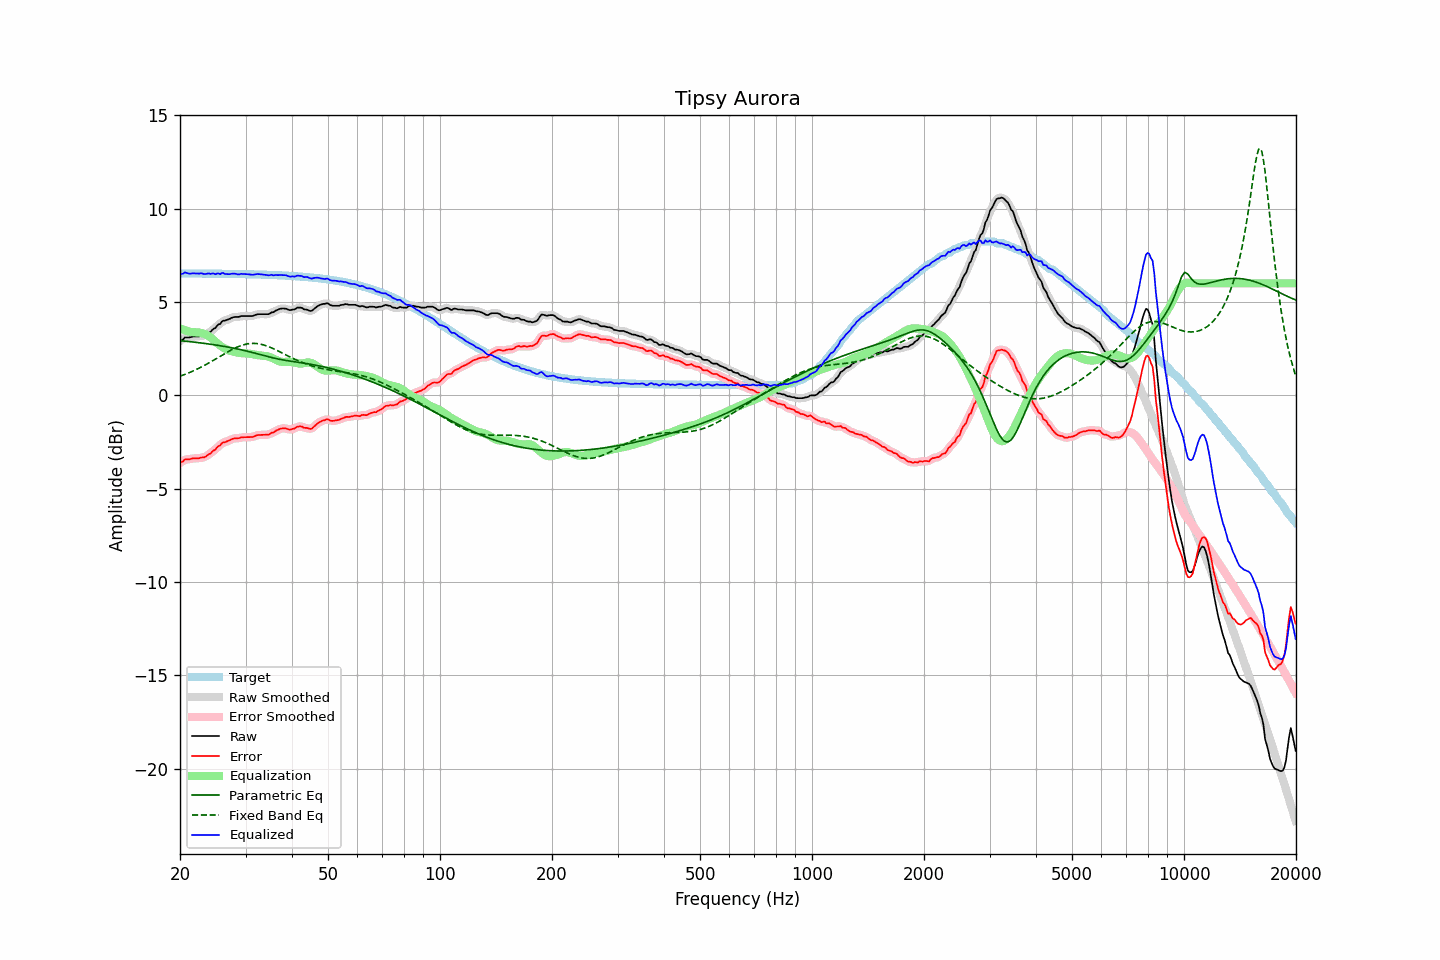 Tipsy Aurora
15
10
5
0
−5
−10
−15
−20
Amplitude (dBr)
Target
Raw Smoothed
Error Smoothed
Raw
Error
Equalization
Parametric Eq
Fixed Band Eq
Equalized
20 50 100 200 500 1000 2000 5000 10000 20000
Frequency (Hz)